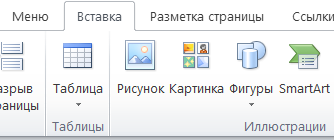 Меню Вставка Разметка страницы Ссылки
Таблица Рисунок Картинка Фигуры SmartArt
Таблицы Иллюстрации